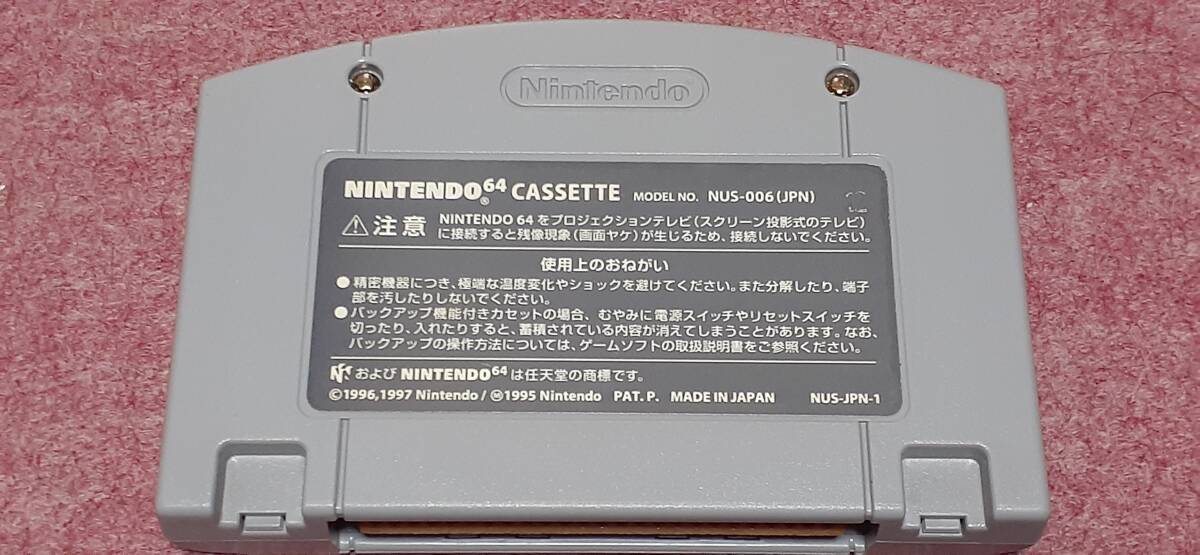 Nintendo
NINTENDO®64 CASSETTE MODEL NO. NUS-006(JPN)
注意 NINTENDO 64をプロジェクションテレビ(スクリーン投影式のテレビ)
に接続すると残像現象(画面ヤケ)が生じるため、接続しないでください。
使用上のおねがい
●精密機器につき、極端な温度変化やショックを避けてください。また分解したり、端子
部を汚したりしないでください。
●バックアップ機能付きカセットの場合、むやみに電源スイッチやリセットスイッチを
切ったり、入れたりすると、蓄積されている内容が消えてしまうことがあります。なお、
バックアップの操作方法については、ゲームソフトの取扱説明書をご参照ください。
および NINTENDO64 は任天堂の商標です。
©1996,1997 Nintendo/Ⓜ1995 Nintendo PAT. P. MADE IN JAPAN NUS-JPN-1